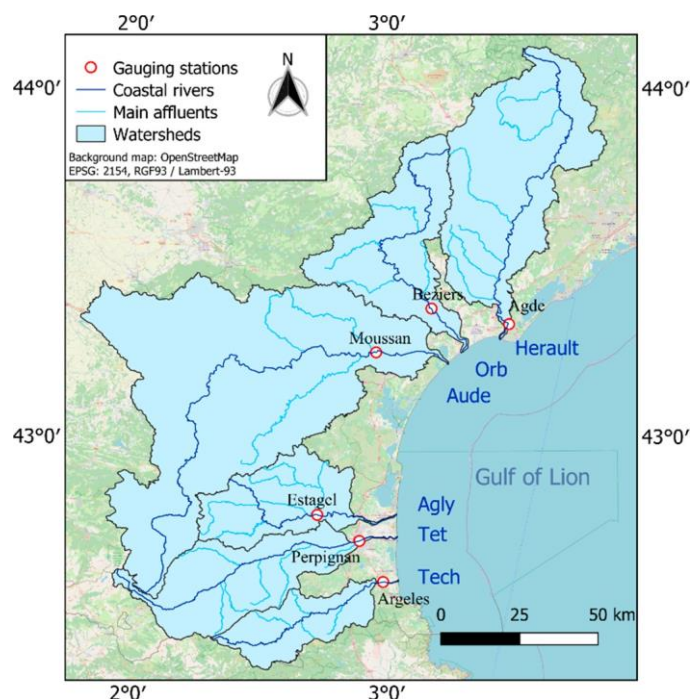 2°0′ 3°0′
N
Gauging stations
Coastal rivers
Main affluents
Watersheds
Background map: OpenStreetMap
EPSG: 2154, RGF93 / Lambert-93
44°0′ 44°0′
Beziers
Agde
Moussan
Herault
Orb
Aude
43°0′ 43°0′
Gulf of Lion
Estagel
Agly
Tet
Perpignan
Tech
Argeles
0 25 50 km
2°0′ 3°0′